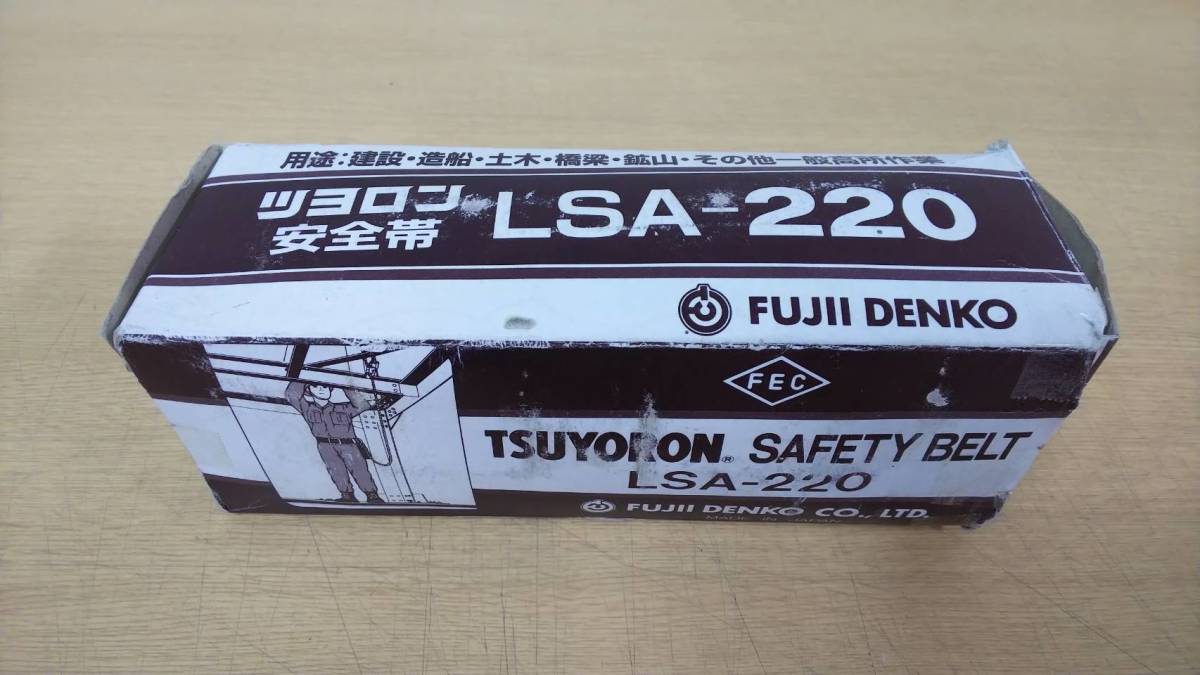 用途:建設・造船・土木・橋梁・鉱山・その他一般高所作業
ツヨロン
安全帯
LSA-220
FUJII DENKO
FEC
TSUYORON® SAFETY BELT
LSA-220
FUJII DENKO CO., LTD.
MADE IN JAPAN